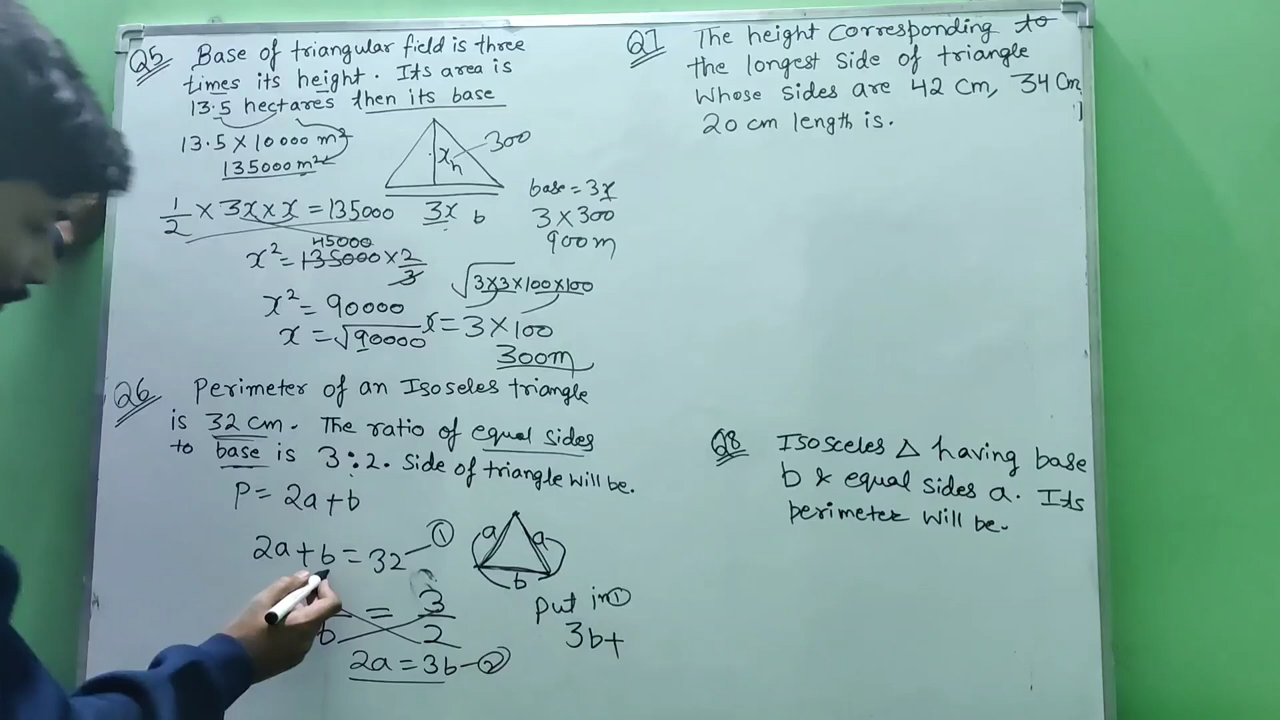 Q5 Base of triangular field is three
times its height. Its area is
13.5 hectares then its base
13.5 X 10000 m²
135000 m²
x h 300
3x b
1/2 X 3x x x = 135000
base = 3x
3 X 300
900m
45000
x² = 135000 X 2/3
√3X3X100X100
x² = 90000
x = √90000
x = 3 X 100
300m
Q6 Perimeter of an Isoseles triangle
is 32 cm. The ratio of equal sides
to base is 3:2. Side of triangle will be.
P = 2a + b
2a + b = 32 ①
a a
b
b = 3/2
2a = 3b ②
Put in ①
3b+
Q7 The height Corresponding to
the longest side of triangle
whose sides are 42 cm, 34 cm
20 cm length is.
Q8 Isosceles △ having base
b & equal sides a. Its
perimeter will be.